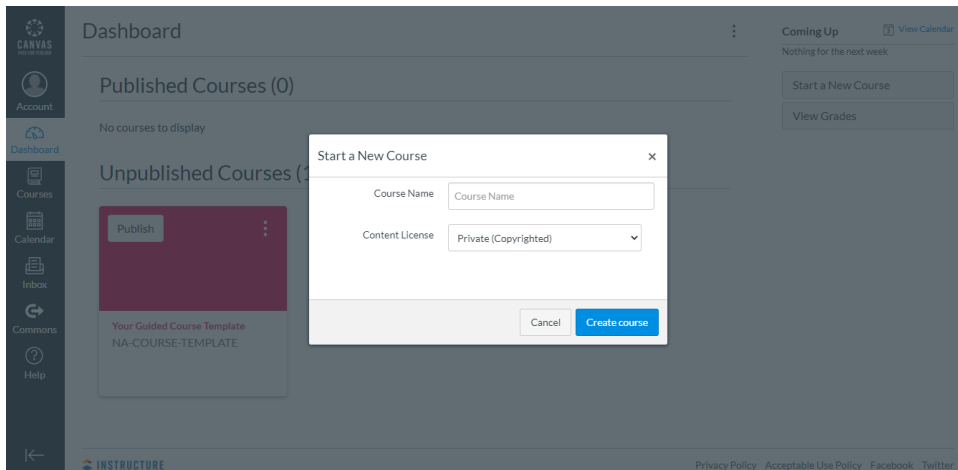 CANVAS
Account
Dashboard
Courses
Calendar
Inbox
Commons
Help
Dashboard
Published Courses (0)
No courses to display
Unpublished Courses (1
Publish
Your Guided Course Template
NA-COURSE-TEMPLATE
Start a New Course ×
Course Name
Course Name
Content License
Private (Copyrighted)
Cancel
Create course
Coming Up
View Calendar
Nothing for the next week
Start a New Course
View Grades
INSTRUCTURE
Privacy Policy Acceptable Use Policy Facebook Twitter